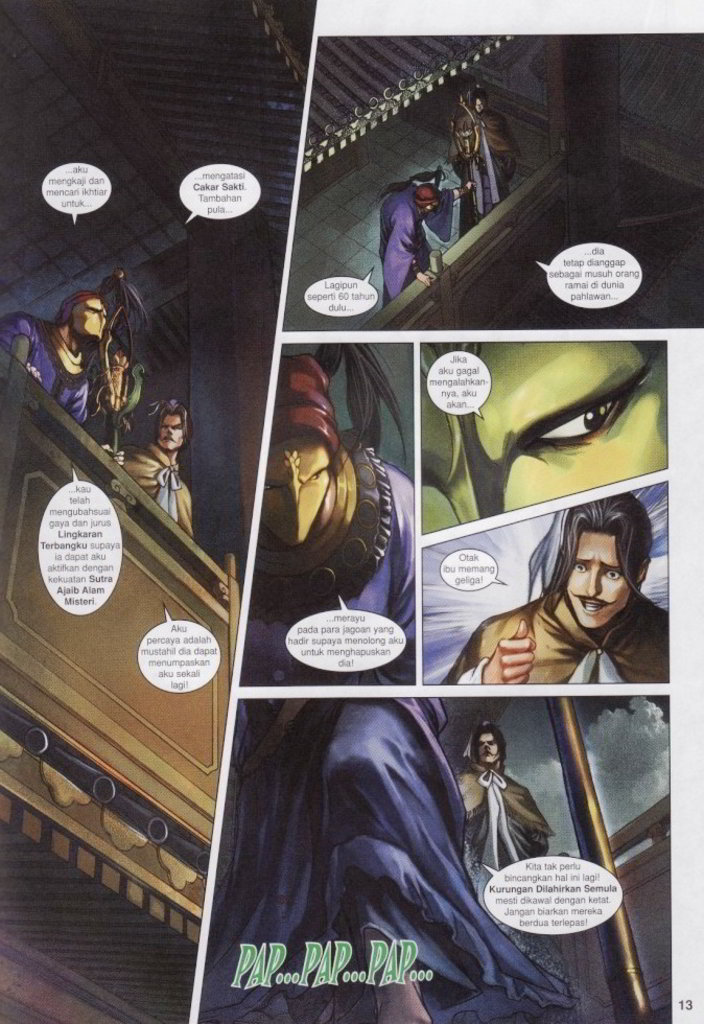 ...aku
mengkaji dan
mencari ikhtiar
untuk...
...mengatasi
Cakar Sakti.
Tambahan
pula...
...kau
telah
mengubahsuai
gaya dan jurus
Lingkaran
Terbangku supaya
ia dapat aku
aktifkan dengan
kekuatan Sutra
Ajaib Alam
Misteri.
Aku
percaya adalah
mustahil dia dapat
menumpaskan
aku sekali
lagi!
Lagipun
seperti 60 tahun
dulu...
...dia
tetap dianggap
sebagai musuh orang
ramai di dunia
pahlawan...
Jika
aku gagal
mengalahkan-
nya, aku
akan...
...merayu
pada para jagoan yang
hadir supaya menolong aku
untuk menghapuskan
dia!
Otak
ibu memang
geliga!
Kita tak perlu
bincangkan hal ini lagi!
Kurungan Dilahirkan Semula
mesti dikawal dengan ketat.
Jangan biarkan mereka
berdua terlepas!
PAP...PAP...PAP...
13